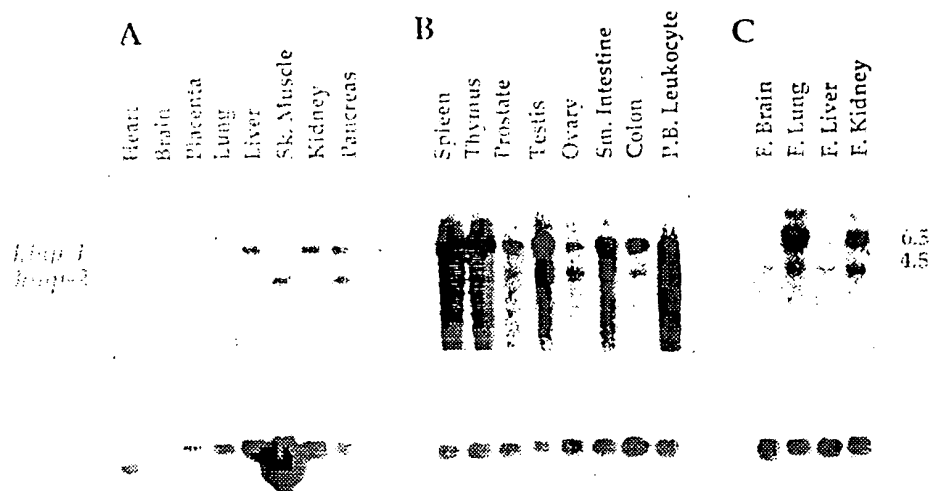 A
B
C
Heart
Brain
Placenta
Lung
Liver
Sk. Muscle
Kidney
Pancreas
Spleen
Thymus
Prostate
Testis
Ovary
Sm. Intestine
Colon
P.B. Leukocyte
F. Brain
F. Lung
F. Liver
F. Kidney
6.5
4.5